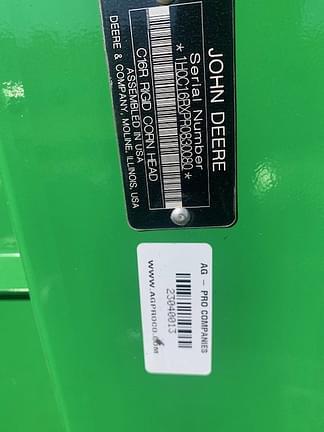 JOHN DEERE
Serial Number
*1H0C16RXPR0830080*
C16R RIGID CORN HEAD
ASSEMBLED IN USA
DEERE & COMPANY, MOLINE, ILLINOIS, USA
AG - PRO COMPANIES
23040013
WWW.AGPROCO.COM